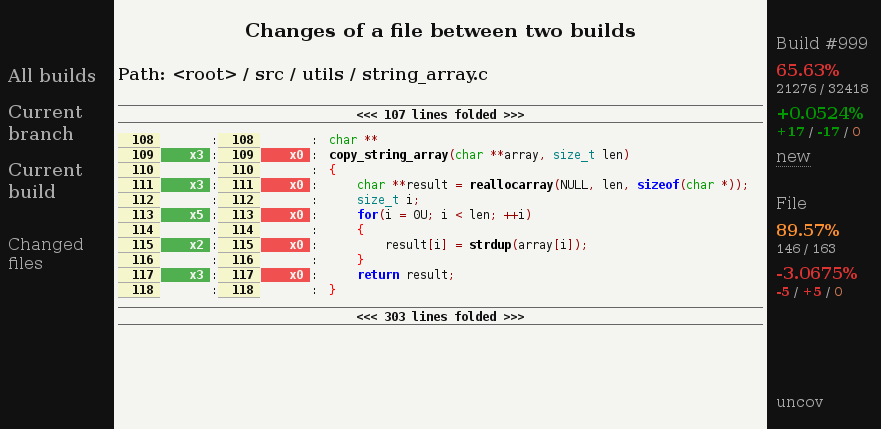 Changes of a file between two builds
All builds
Current
branch
Current
build
Changed
files
Path: <root> / src / utils / string_array.c
<<< 107 lines folded >>>
108 : 108 : char **
109 x3 : 109 x0 : copy_string_array(char **array, size_t len)
110 : 110 : {
111 x3 : 111 x0 : char **result = reallocarray(NULL, len, sizeof(char *));
112 : 112 : size_t i;
113 x5 : 113 x0 : for(i = 0U; i < len; ++i)
114 : 114 : {
115 x2 : 115 x0 : result[i] = strdup(array[i]);
116 : 116 : }
117 x3 : 117 x0 : return result;
118 : 118 : }
<<< 303 lines folded >>>
Build #999
65.63%
21276 / 32418
+0.0524%
+17 / -17 / 0
new
File
89.57%
146 / 163
-3.0675%
-5 / +5 / 0
uncov